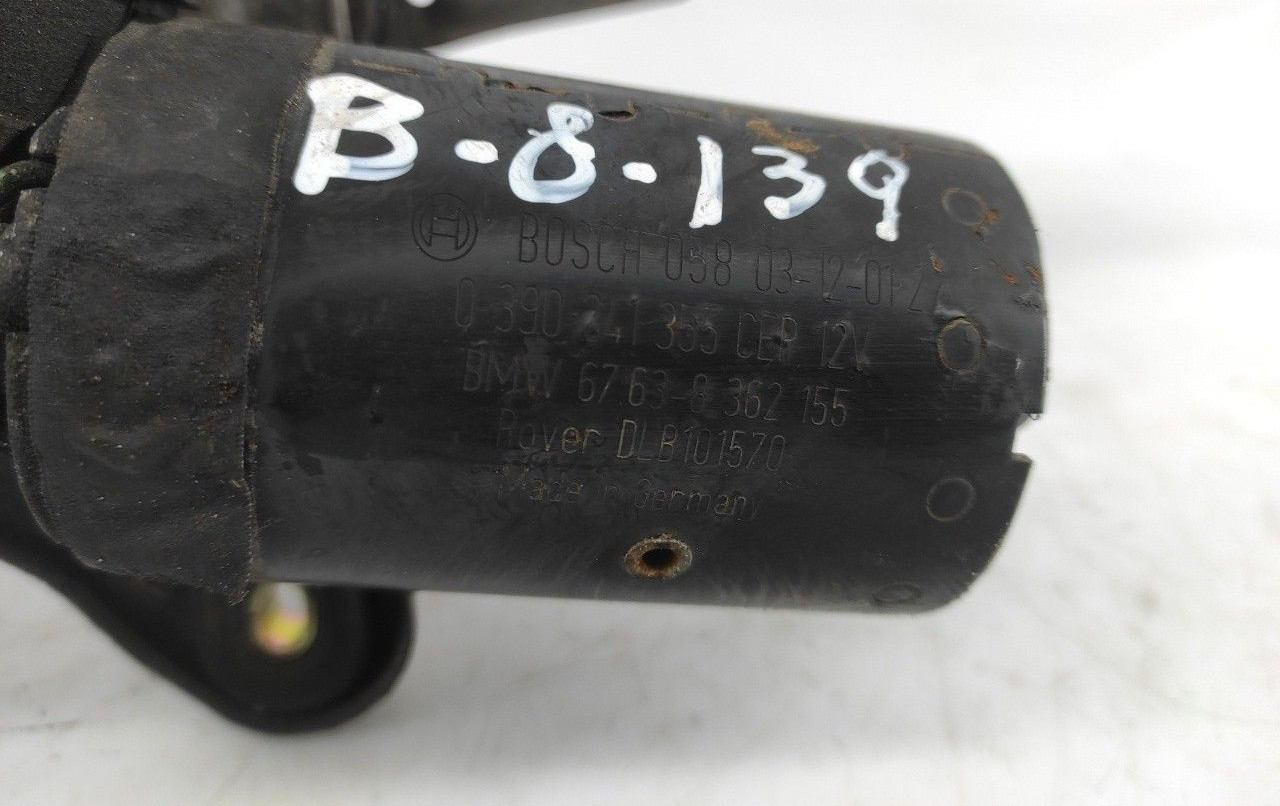 B-8-139
BOSCH 058 03-12-01
0 390 241 355 CEP 12V
BMW 67.63-8 362 155
Rover DLB101570
Made in Germany